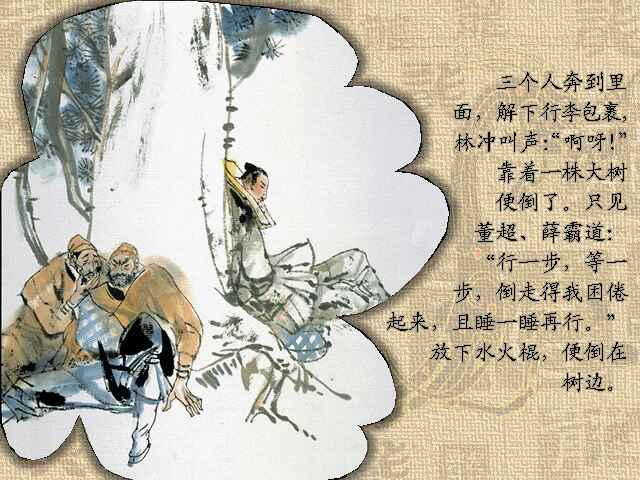 三个人奔到里
面，解下行李包裹，
林冲叫声：“啊呀！”
靠着一株大树
便倒了。只见
董超、薛霸道：
“行一步，等一
步，倒走得我困倦
起来，且睡一睡再行。”
放下水火棍，便倒在
树边。